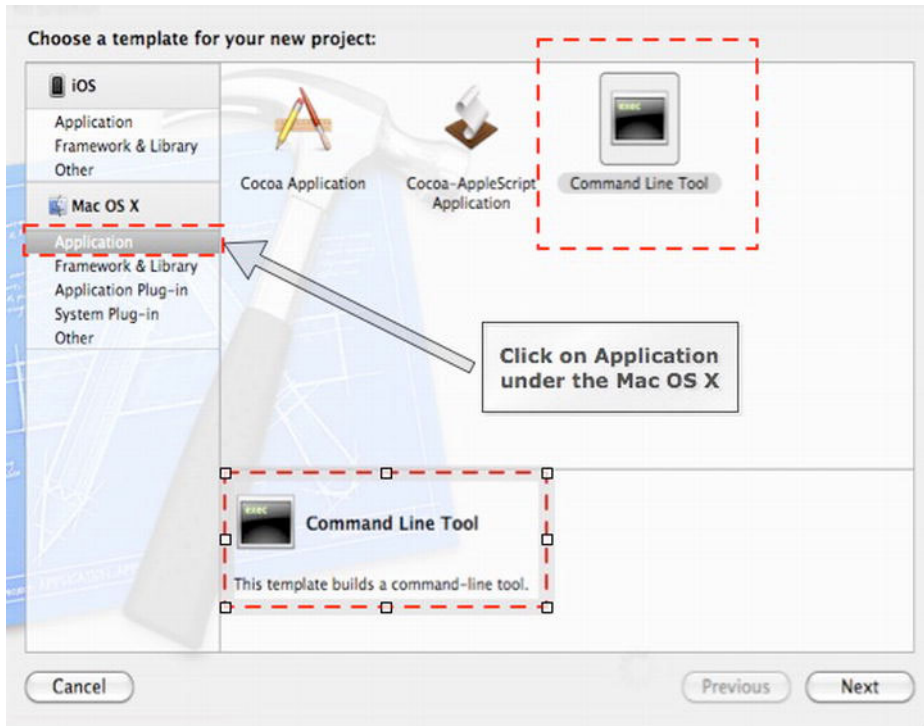 Choose a template for your new project:
iOS
Application
Framework & Library
Other
Mac OS X
Application
Framework & Library
Application Plug-in
System Plug-in
Other
Cocoa Application
Cocoa-AppleScript
Application
exec
Command Line Tool
Click on Application
under the Mac OS X
exec
Command Line Tool
This template builds a command-line tool.
Cancel
Previous
Next